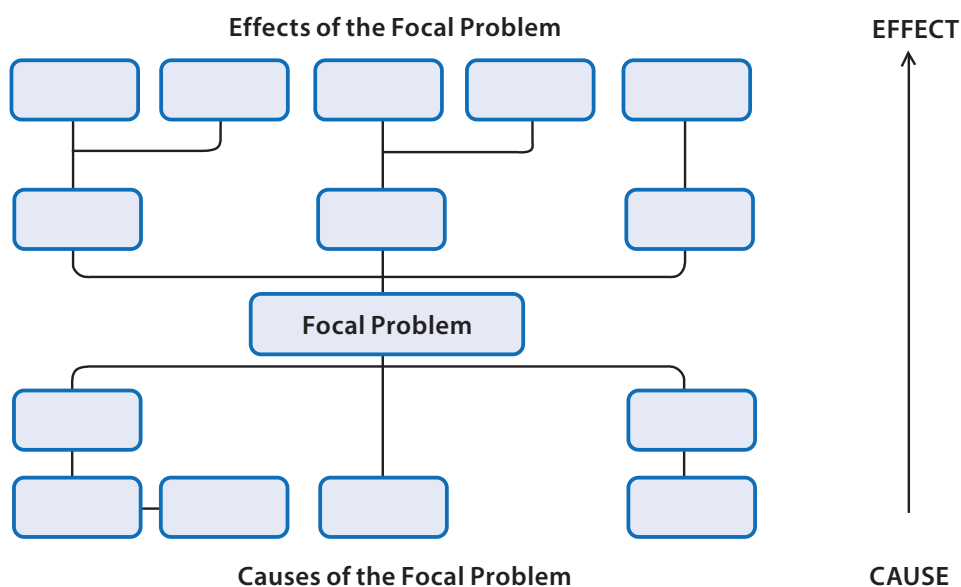 Effects of the Focal Problem
EFFECT
Focal Problem
Causes of the Focal Problem
CAUSE